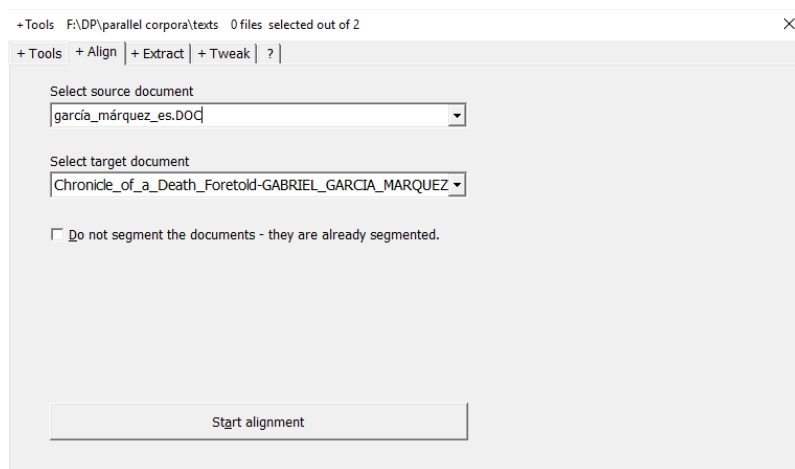 +Tools F:\DP\parallel corpora\texts 0 files selected out of 2
+ Tools + Align + Extract + Tweak ?
Select source document
garcía_márquez_es.DOC
Select target document
Chronicle_of_a_Death_Foretold-GABRIEL_GARCIA_MARQUEZ
Do not segment the documents - they are already segmented.
Start alignment